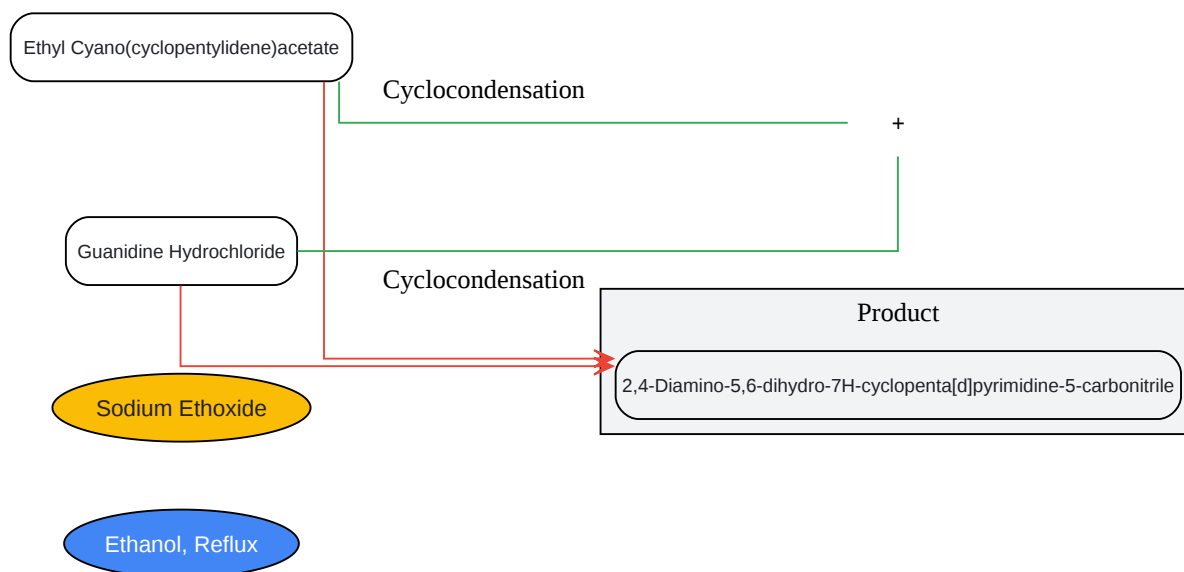 Ethyl Cyano(cyclopentylidene)acetate
Cyclocondensation
+
Guanidine Hydrochloride
Cyclocondensation
Product
2,4-Diamino-5,6-dihydro-7H-cyclopenta[d]pyrimidine-5-carbonitrile
Sodium Ethoxide
Ethanol, Reflux